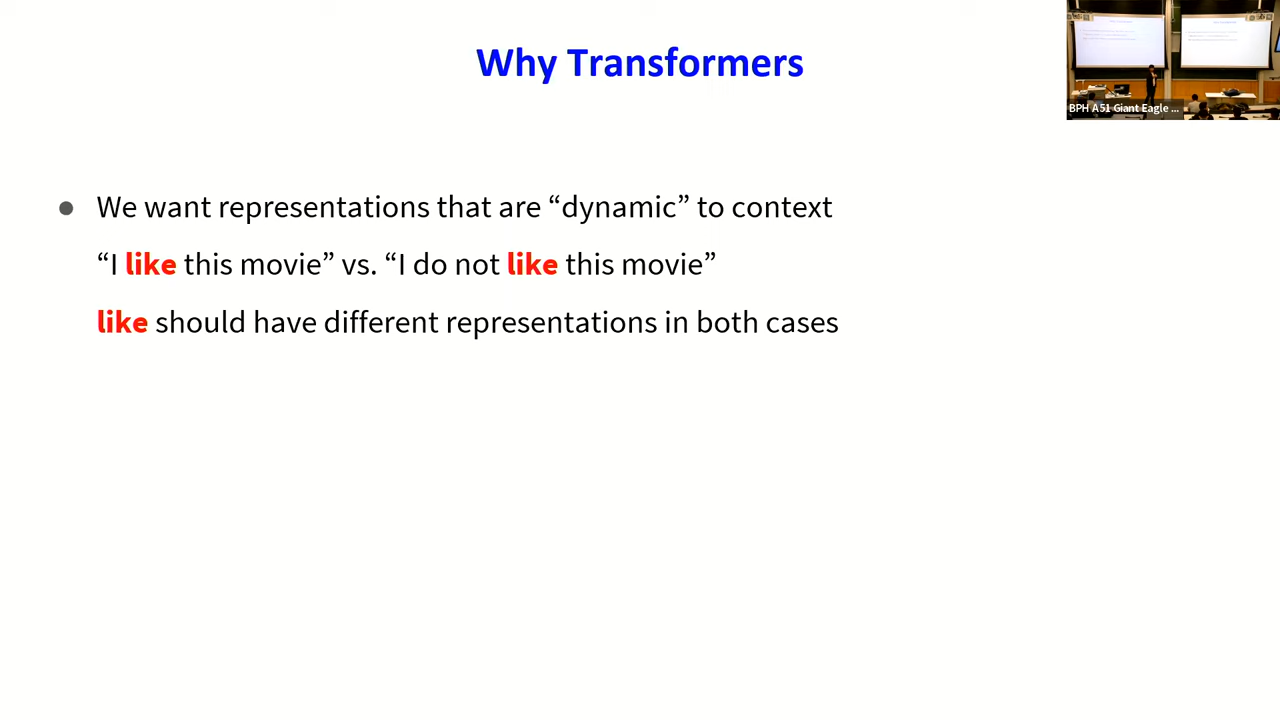 Why Transformers
BPH A51 Giant Eagle ...
● We want representations that are “dynamic” to context
“I like this movie” vs. “I do not like this movie”
like should have different representations in both cases